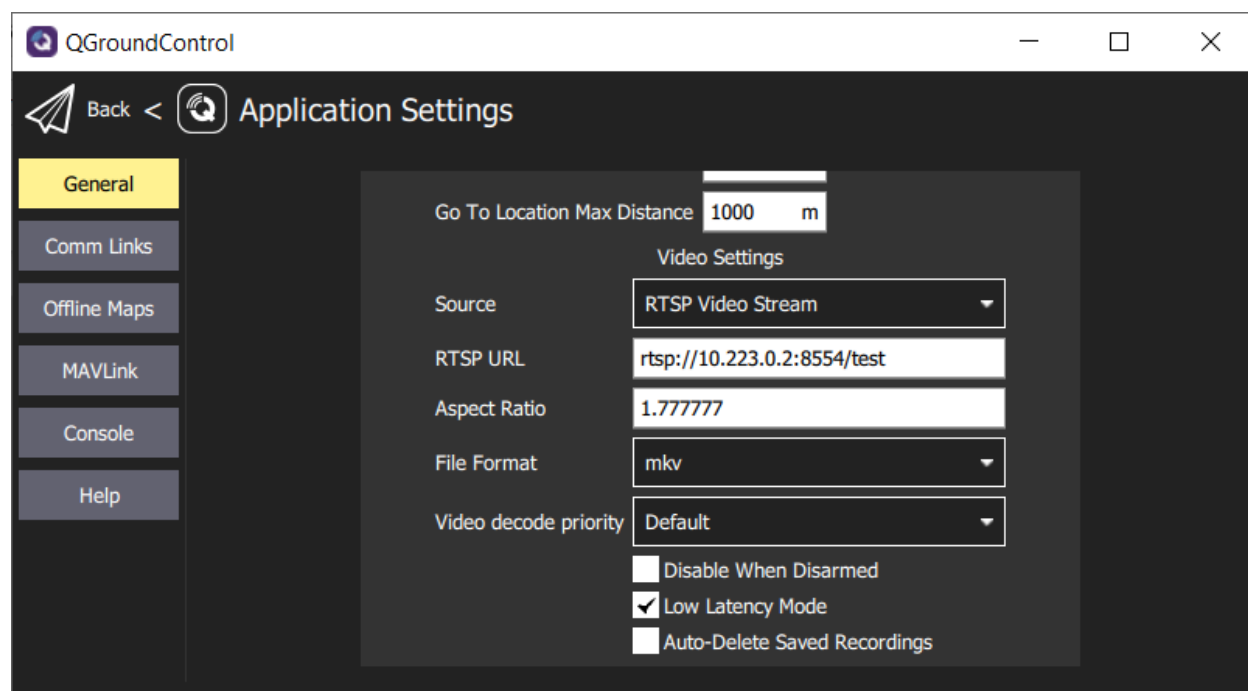 QGroundControl
Back < Application Settings
General
Comm Links
Offline Maps
MAVLink
Console
Help
Go To Location Max Distance 1000 m
Video Settings
Source RTSP Video Stream
RTSP URL rtsp://10.223.0.2:8554/test
Aspect Ratio 1.777777
File Format mkv
Video decode priority Default
Disable When Disarmed
Low Latency Mode
Auto-Delete Saved Recordings